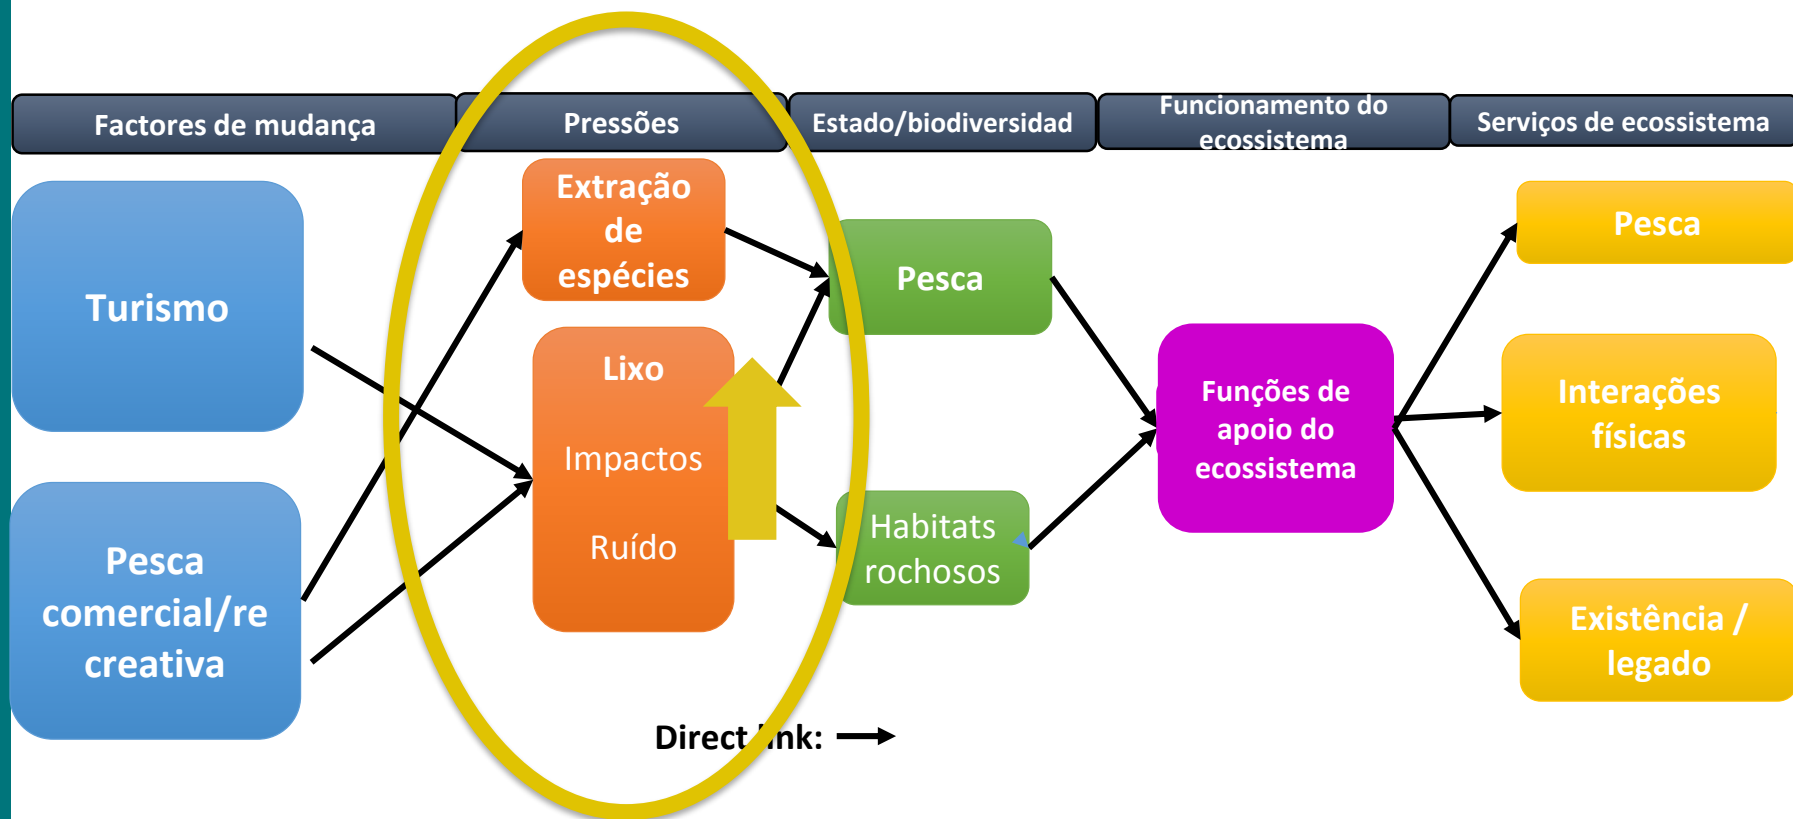 Factores de mudança
Pressões
Estado/biodiversidad
Funcionamento do
ecossistema
Serviços de ecossistema
Turismo
Pesca
comercial/re
creativa
Extração
de
espécies
Lixo
Impactos
Ruído
Pesca
Habitats
rochosos
Funções de
apoio do
ecossistema
Pesca
Interações
físicas
Existência /
legado
Direct link: